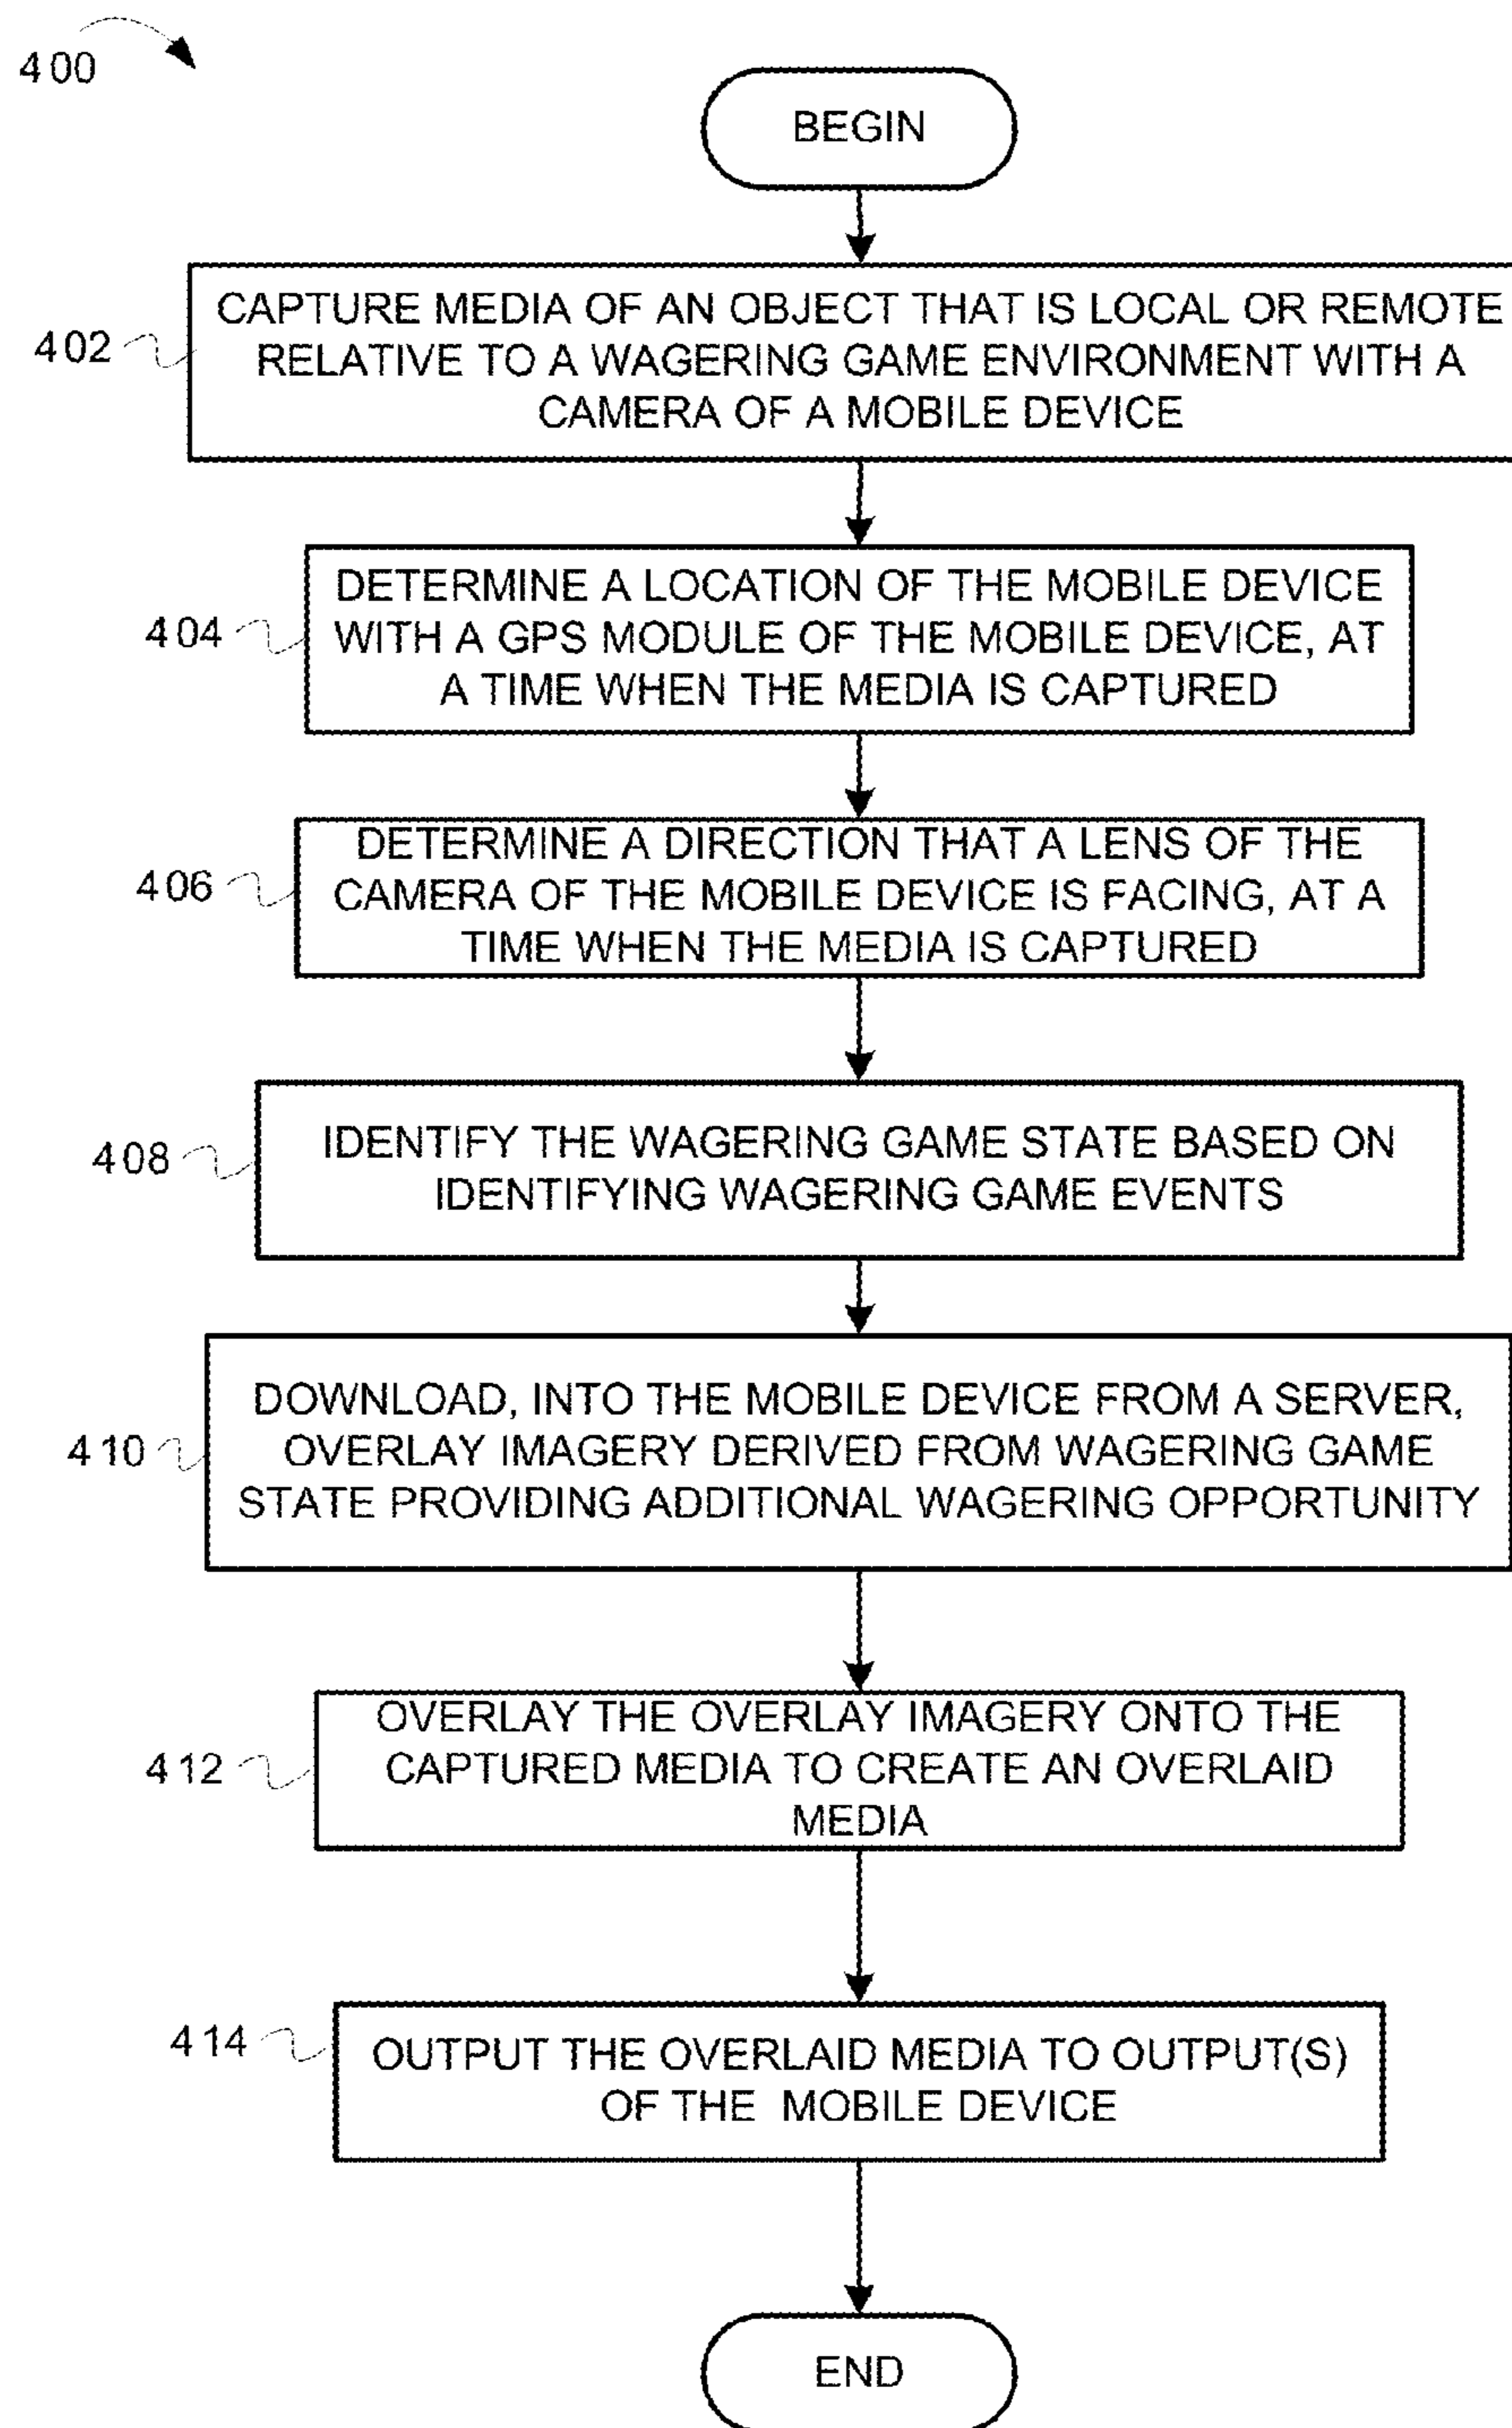 400
BEGIN
402
CAPTURE MEDIA OF AN OBJECT THAT IS LOCAL OR REMOTE
RELATIVE TO A WAGERING GAME ENVIRONMENT WITH A
CAMERA OF A MOBILE DEVICE
404
DETERMINE A LOCATION OF THE MOBILE DEVICE
WITH A GPS MODULE OF THE MOBILE DEVICE, AT
A TIME WHEN THE MEDIA IS CAPTURED
406
DETERMINE A DIRECTION THAT A LENS OF THE
CAMERA OF THE MOBILE DEVICE IS FACING, AT A
TIME WHEN THE MEDIA IS CAPTURED
408
IDENTIFY THE WAGERING GAME STATE BASED ON
IDENTIFYING WAGERING GAME EVENTS
410
DOWNLOAD, INTO THE MOBILE DEVICE FROM A SERVER,
OVERLAY IMAGERY DERIVED FROM WAGERING GAME
STATE PROVIDING ADDITIONAL WAGERING OPPORTUNITY
412
OVERLAY THE OVERLAY IMAGERY ONTO THE
CAPTURED MEDIA TO CREATE AN OVERLAID
MEDIA
414
OUTPUT THE OVERLAID MEDIA TO OUTPUT(S)
OF THE MOBILE DEVICE
END